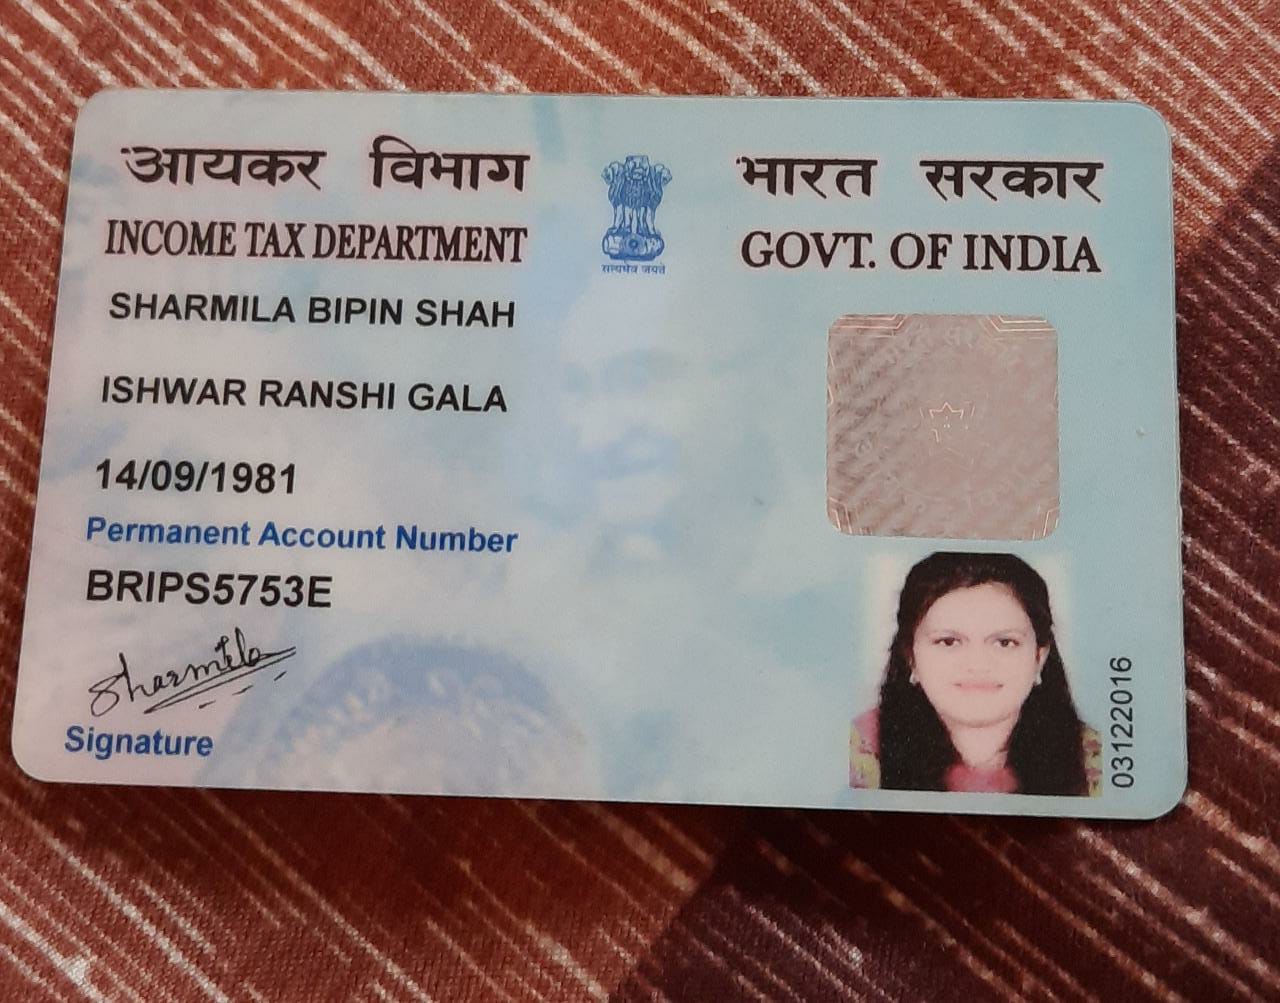 आयकर विभाग
INCOME TAX DEPARTMENT
भारत सरकार
GOVT. OF INDIA
सत्यमेव जयते
SHARMILA BIPIN SHAH
ISHWAR RANSHI GALA
14/09/1981
Permanent Account Number
BRIPS5753E
Sharmila
Signature
03122016